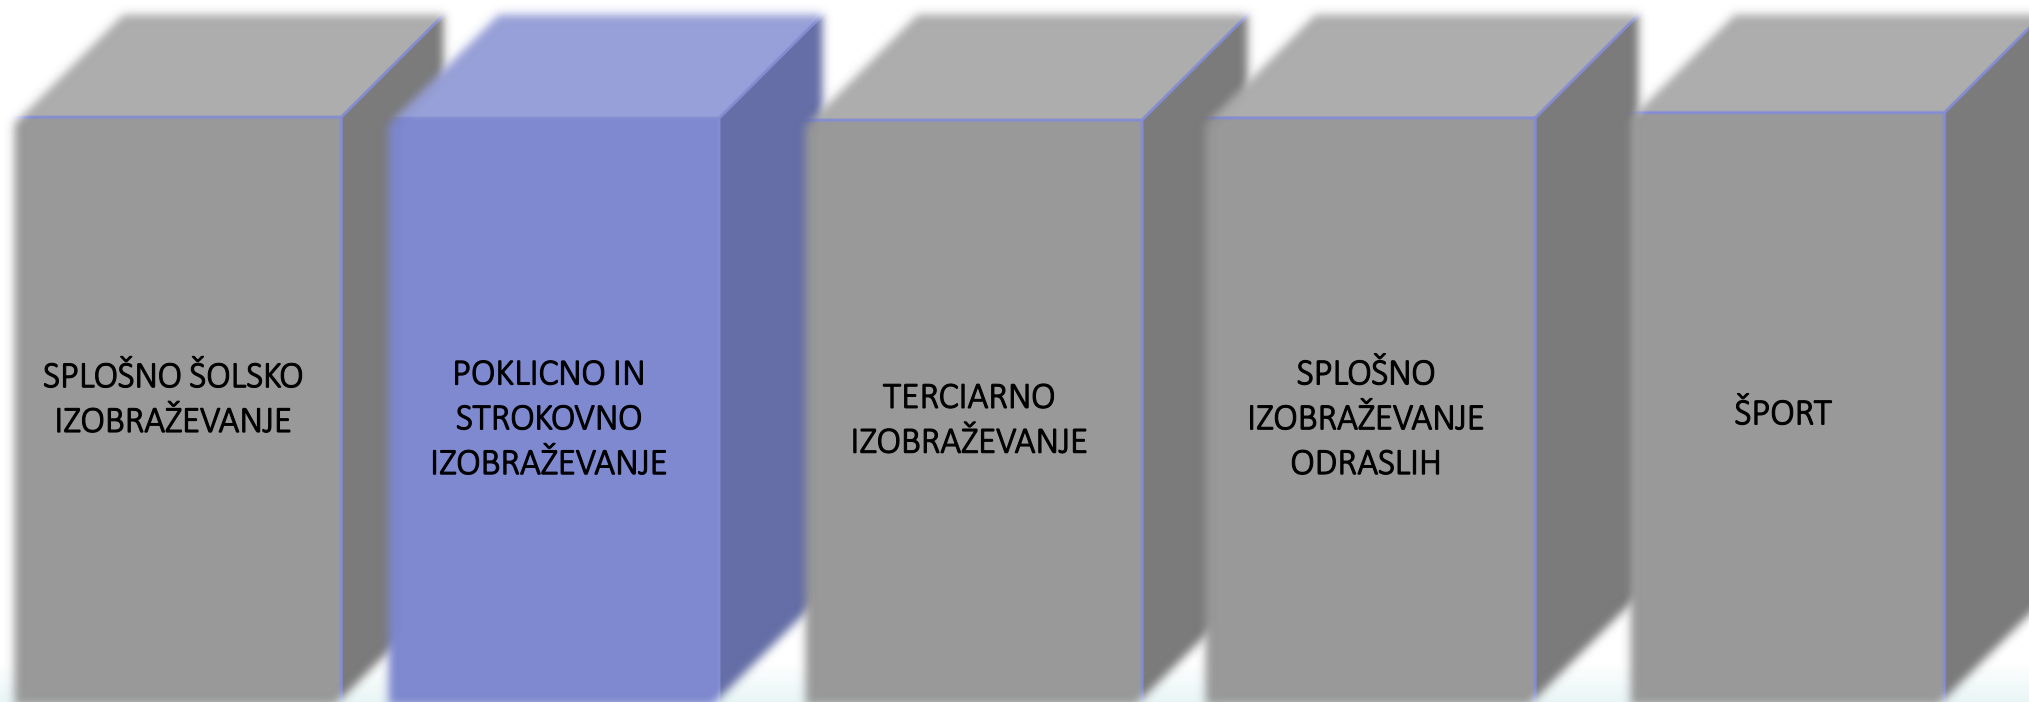 SPLOŠNO ŠOLSKO
IZOBRAŽEVANJE
POKLICNO IN
STROKOVNO
IZOBRAŽEVANJE
TERCIARNO
IZOBRAŽEVANJE
SPLOŠNO
IZOBRAŽEVANJE
ODRASLIH
ŠPORT